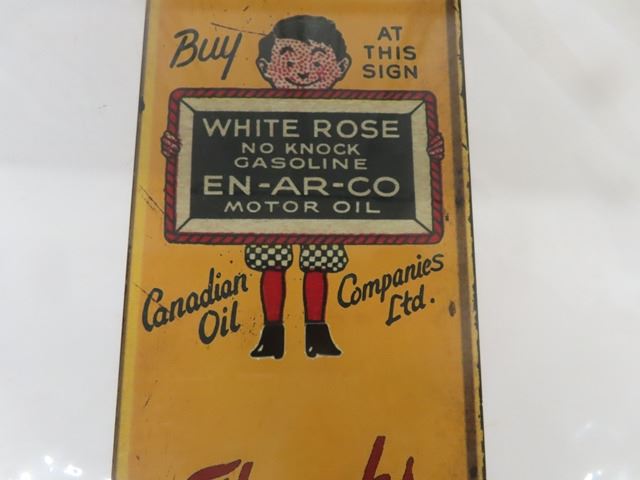 Buy
AT
THIS
SIGN
WHITE ROSE
NO KNOCK
GASOLINE
EN-AR-CO
MOTOR OIL
Canadian
Oil
Companies
Ltd.